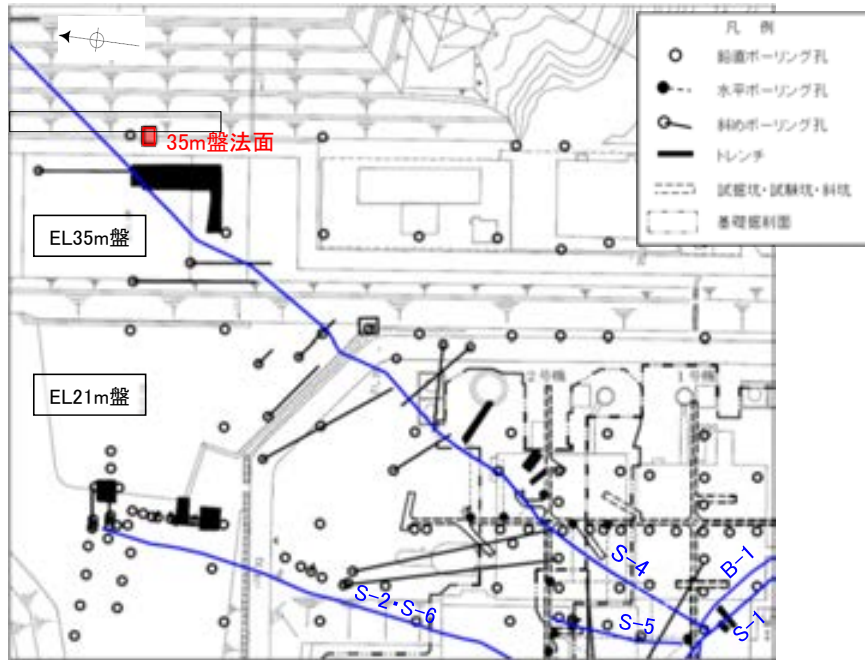 凡 例
鉛直ボーリング孔
水平ボーリング孔
斜めボーリング孔
トレンチ
試掘坑・試験坑・斜坑
基礎掘削面
35m盤法面
EL35m盤
EL21m盤
2号機
1号機
S-4
B-1
S-2・S-6
S-5
S-1